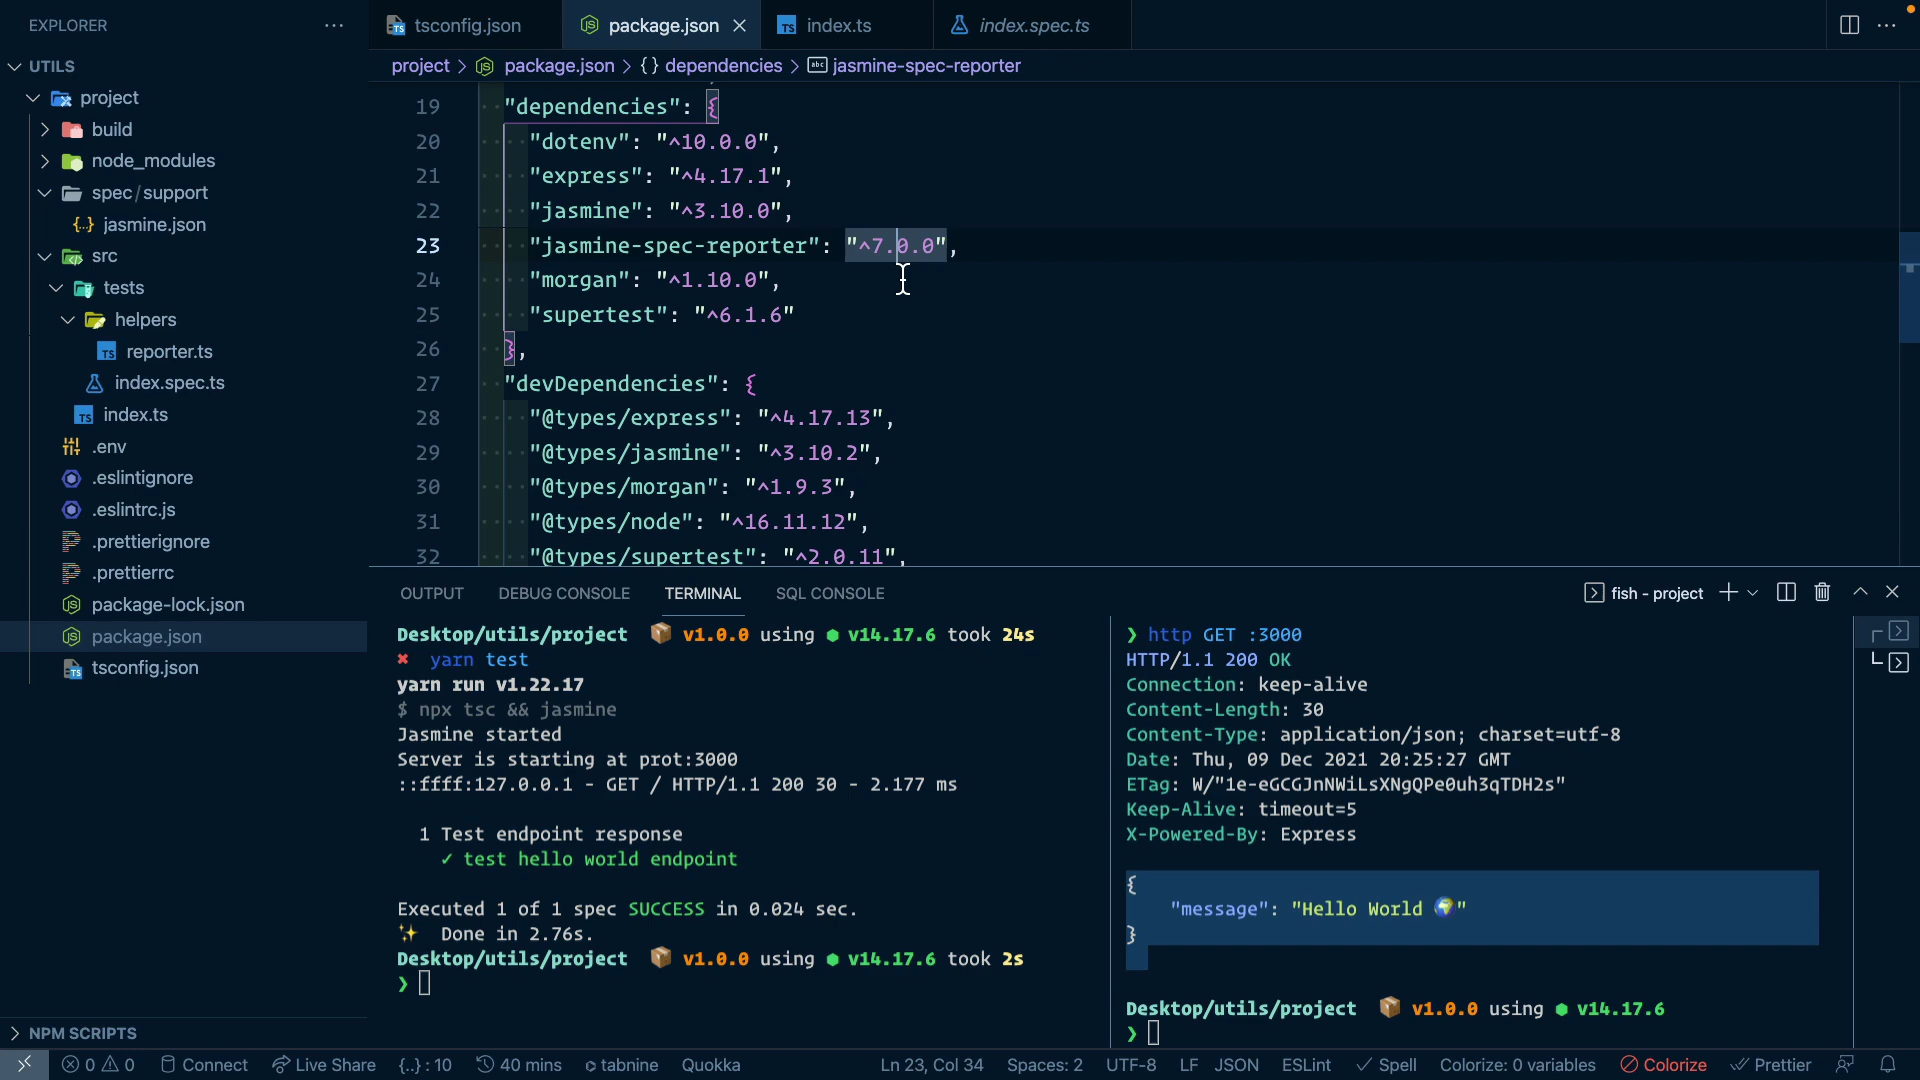 EXPLORER
UTILS
project
build
node_modules
spec/support
jasmine.json
src
tests
helpers
reporter.ts
index.spec.ts
index.ts
.env
.eslintignore
.eslintrc.js
.prettierignore
.prettierrc
package-lock.json
package.json
tsconfig.json
NPM SCRIPTS
tsconfig.json
package.json
index.ts
index.spec.ts
project > package.json > {} dependencies > abc jasmine-spec-reporter
19 "dependencies": {
20 "dotenv": "^10.0.0",
21 "express": "^4.17.1",
22 "jasmine": "^3.10.0",
23 "jasmine-spec-reporter": "^7.0.0",
24 "morgan": "^1.10.0",
25 "supertest": "^6.1.6"
26 },
27 "devDependencies": {
28 "@types/express": "^4.17.13",
29 "@types/jasmine": "^3.10.2",
30 "@types/morgan": "^1.9.3",
31 "@types/node": "^16.11.12",
32 "@types/supertest": "^2.0.11",
OUTPUT DEBUG CONSOLE TERMINAL SQL CONSOLE
fish - project
Desktop/utils/project 📦 v1.0.0 using ⬢ v14.17.6 took 24s
✖ yarn test
yarn run v1.22.17
$ npx tsc && jasmine
Jasmine started
Server is starting at prot:3000
::ffff:127.0.0.1 - GET / HTTP/1.1 200 30 - 2.177 ms
1 Test endpoint response
✓ test hello world endpoint
Executed 1 of 1 spec SUCCESS in 0.024 sec.
✨ Done in 2.76s.
Desktop/utils/project 📦 v1.0.0 using ⬢ v14.17.6 took 2s
❯
❯ http GET :3000
HTTP/1.1 200 OK
Connection: keep-alive
Content-Length: 30
Content-Type: application/json; charset=utf-8
Date: Thu, 09 Dec 2021 20:25:27 GMT
ETag: W/"1e-eGCGJnNWiLsXNgQPe0uh3qTDH2s"
Keep-Alive: timeout=5
X-Powered-By: Express
{
"message": "Hello World 🌍"
}
Desktop/utils/project 📦 v1.0.0 using ⬢ v14.17.6
❯
0 0 Connect Live Share {..} : 10 40 mins tabnine Quokka Ln 23, Col 34 Spaces: 2 UTF-8 LF JSON ESLint Spell Colorize: 0 variables Colorize Prettier